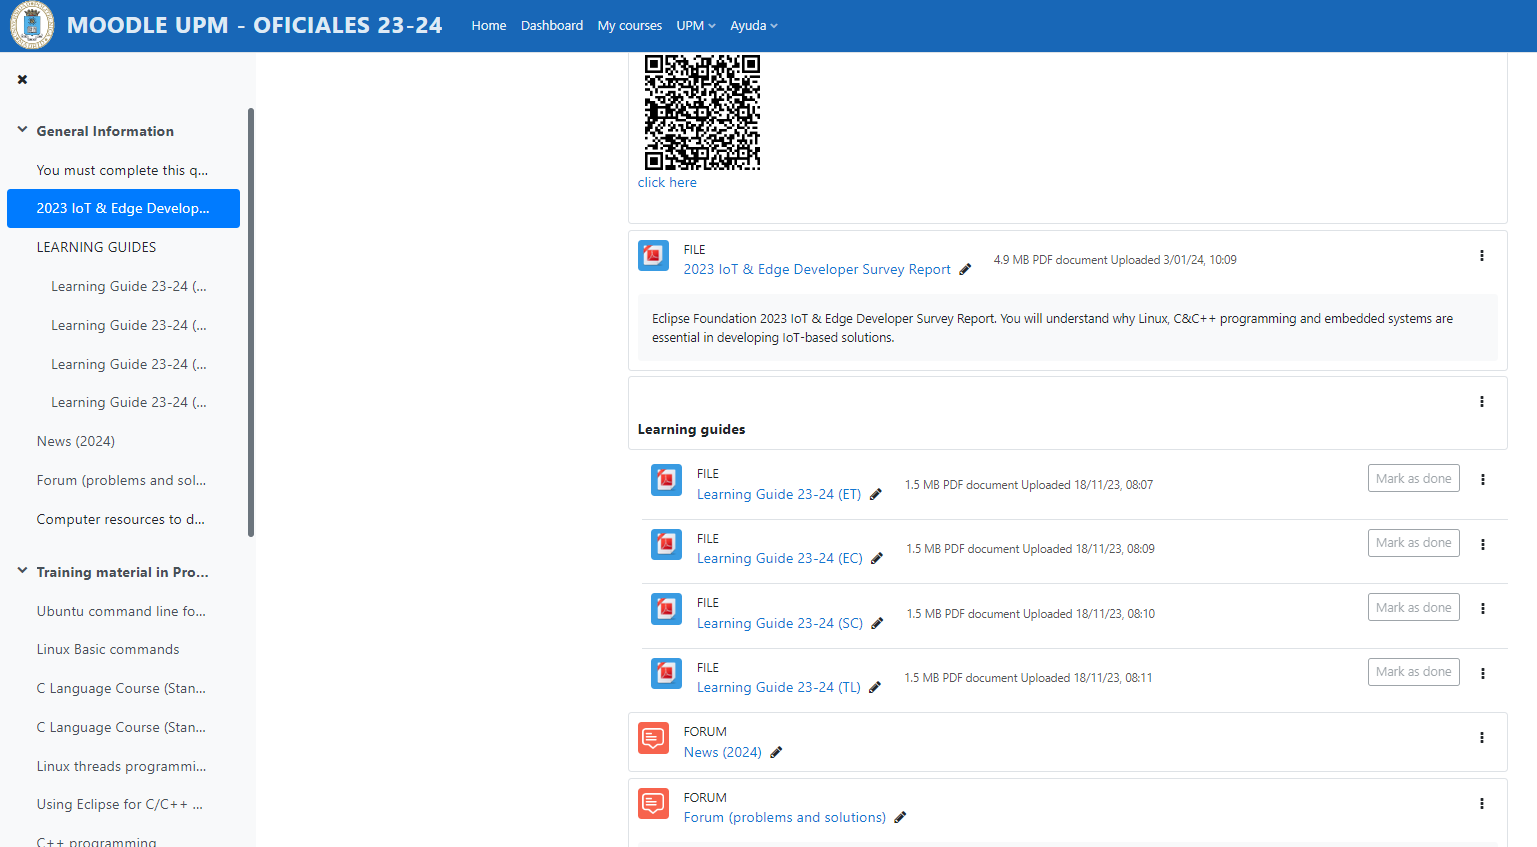 MOODLE UPM - OFICIALES 23-24
Home
Dashboard
My courses
UPM
Ayuda
General Information
You must complete this q...
2023 IoT & Edge Develop...
LEARNING GUIDES
Learning Guide 23-24 (...
Learning Guide 23-24 (...
Learning Guide 23-24 (...
Learning Guide 23-24 (...
News (2024)
Forum (problems and sol...
Computer resources to d...
Training material in Pro...
Ubuntu command line fo...
Linux Basic commands
C Language Course (Stan...
C Language Course (Stan...
Linux threads programmi...
Using Eclipse for C/C++ ...
C++ programming
click here
FILE
2023 IoT & Edge Developer Survey Report
4.9 MB PDF document Uploaded 3/01/24, 10:09
Eclipse Foundation 2023 IoT & Edge Developer Survey Report. You will understand why Linux, C&C++ programming and embedded systems are
essential in developing IoT-based solutions.
Learning guides
FILE
Learning Guide 23-24 (ET)
1.5 MB PDF document Uploaded 18/11/23, 08:07
Mark as done
FILE
Learning Guide 23-24 (EC)
1.5 MB PDF document Uploaded 18/11/23, 08:09
Mark as done
FILE
Learning Guide 23-24 (SC)
1.5 MB PDF document Uploaded 18/11/23, 08:10
Mark as done
FILE
Learning Guide 23-24 (TL)
1.5 MB PDF document Uploaded 18/11/23, 08:11
Mark as done
FORUM
News (2024)
FORUM
Forum (problems and solutions)